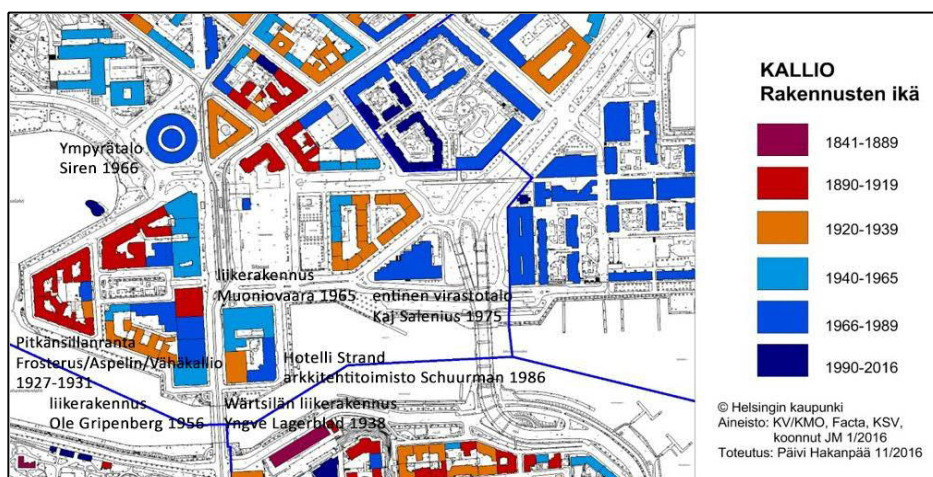 Ympyrätalo
Siren 1966
liikerakennus
Muoniovaara 1965
entinen virastotalo
Kaj Salenius 1975
Pitkänsillanranta
Frosterus/Aspelin/Vähäkallio
1927-1931
Hotelli Strand
arkkitehtitoimisto Schuurman 1986
liikerakennus
Ole Gripenberg 1956
Wärtsilän liikerakennus
Yngve Lagerblad 1938
KALLIO
Rakennusten ikä
1841-1889
1890-1919
1920-1939
1940-1965
1966-1989
1990-2016
© Helsingin kaupunki
Aineisto: KV/KMO, Facta, KSV,
koonnut JM 1/2016
Toteutus: Päivi Hakanpää 11/2016